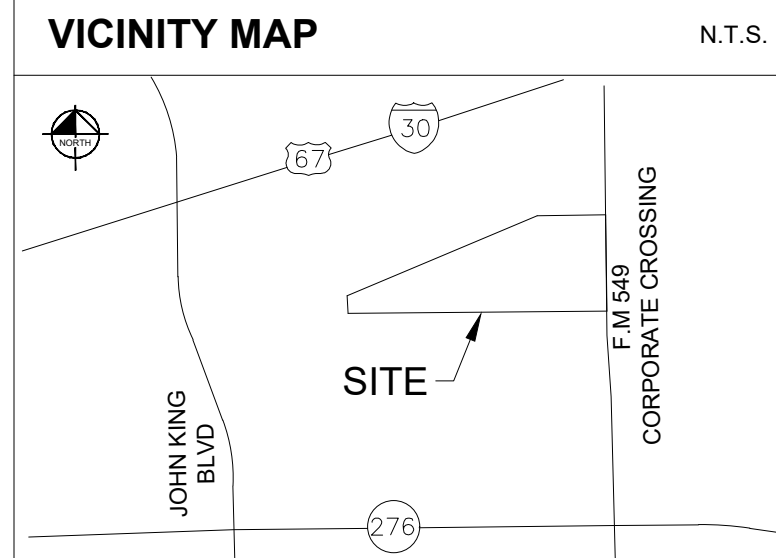 VICINITY MAP
N.T.S.
NORTH
30
67
F.M 549
CORPORATE CROSSING
SITE
JOHN KING
BLVD
276